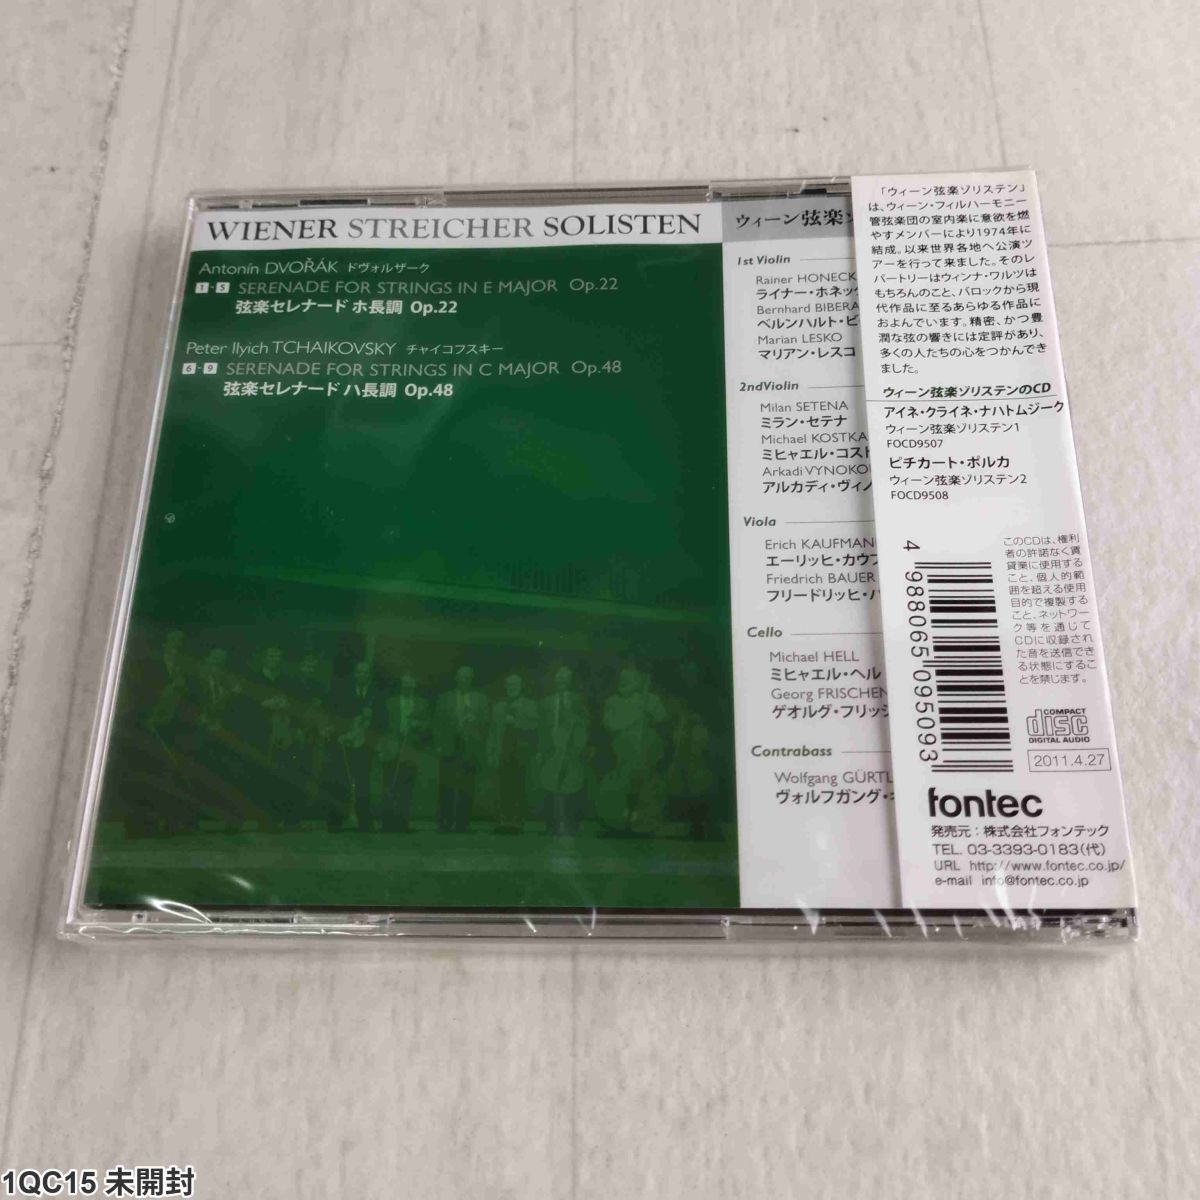 WIENER STREICHER SOLISTEN
Antonín DVOŘÁK ドヴォルザーク
1-5 SERENADE FOR STRINGS IN E MAJOR Op.22
弦楽セレナード ホ長調 Op.22
Peter Ilyich TCHAIKOVSKY チャイコフスキー
6-9 SERENADE FOR STRINGS IN C MAJOR Op.48
弦楽セレナード ハ長調 Op.48
ウィーン弦楽ゾ
1st Violin
Rainer HONECK
ライナー・ホネッ
Bernhard BIBERA
ベルンハルト・ビ
Marian LESKO
マリアン・レスコ
2ndViolin
Milan SETENA
ミラン・セテナ
Michael KOSTKA
ミヒャエル・コスト
Arkadi VYNOKO
アルカディ・ヴィノ
Viola
Erich KAUFMAN
エーリッヒ・カウフ
Friedrich BAUER
フリードリッヒ・バ
Cello
Michael HELL
ミヒャエル・ヘル
Georg FRISCHEN
ゲオルグ・フリッシ
Contrabass
Wolfgang GÜRTL
ヴォルフガング・
「ウィーン弦楽ゾリステン」
は、ウィーン・フィルハーモニー
管弦楽団の室内楽に意欲を燃
やすメンバーにより1974年に
結成。以来世界各地へ公演ツ
アーを行って来ました。そのレ
パートリーはウィンナ・ワルツは
もちろんのこと、バロックから現
代作品に至るあらゆる作品に
およんでいます。精密、かつ豊
潤な弦の響きには定評があり、
多くの人たちの心をつかんでき
ました。
ウィーン弦楽ゾリステンのCD
アイネ・クライネ・ナハトムジーク
ウィーン弦楽ゾリステン1
FOCD9507
ピチカート・ポルカ
ウィーン弦楽ゾリステン2
FOCD9508
4 988065 095093
このCDは、権利
者の許諾なく賃
貸業に使用する
こと、個人的範
囲を超える使用
目的で複製する
こと、ネットワー
ク等を通じて
CDに収録され
た音を送信でき
る状態にするこ
とを禁じます。
COMPACT
disc
DIGITAL AUDIO
2011.4.27
fontec
発売元：株式会社フォンテック
TEL. 03-3393-0183(代)
URL http://www.fontec.co.jp/
e-mail info@fontec.co.jp
1QC15 未開封